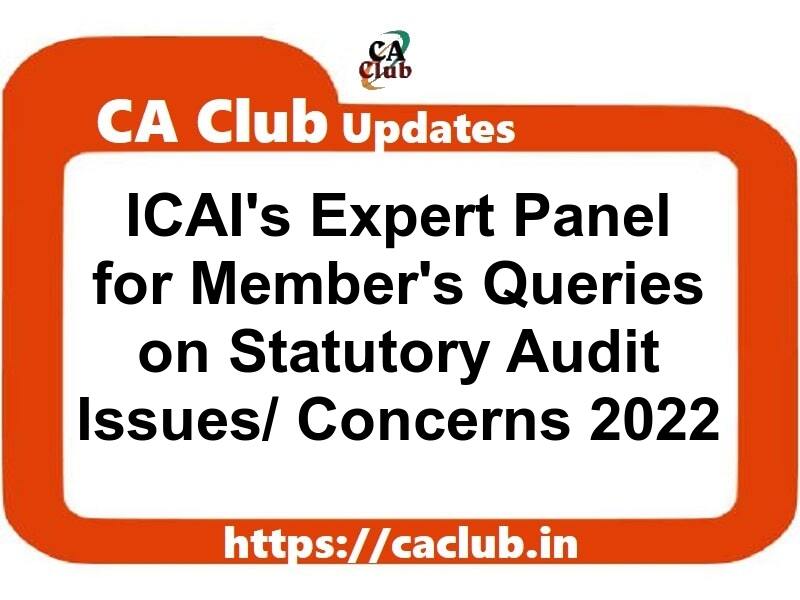 CA
Club
CA Club Updates
ICAI's Expert Panel
for Member's Queries
on Statutory Audit
Issues/ Concerns 2022
https://caclub.in